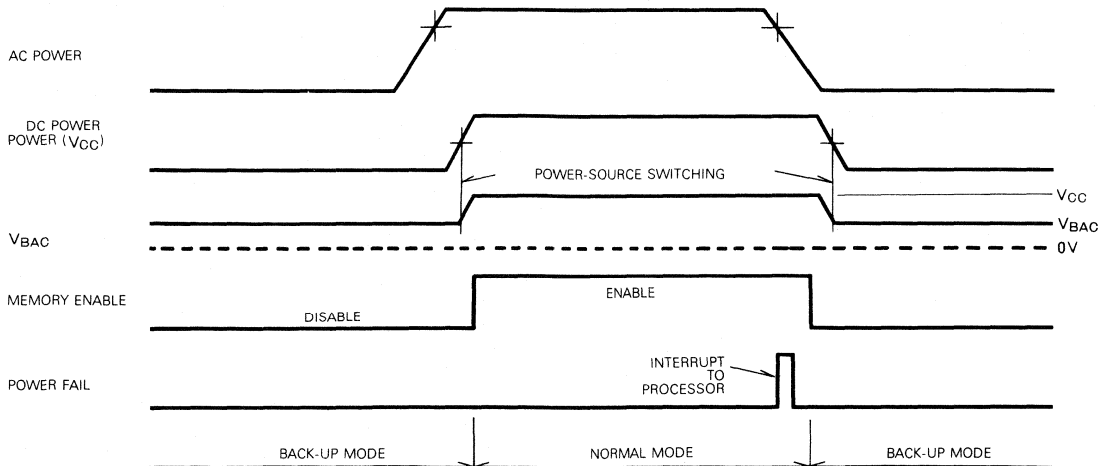 AC POWER
DC POWER
POWER (VCC)
POWER-SOURCE SWITCHING
VCC
VBAC
VBAC
0V
MEMORY ENABLE
DISABLE
ENABLE
POWER FAIL
INTERRUPT
TO
PROCESSOR
BACK-UP MODE
NORMAL MODE
BACK-UP MODE